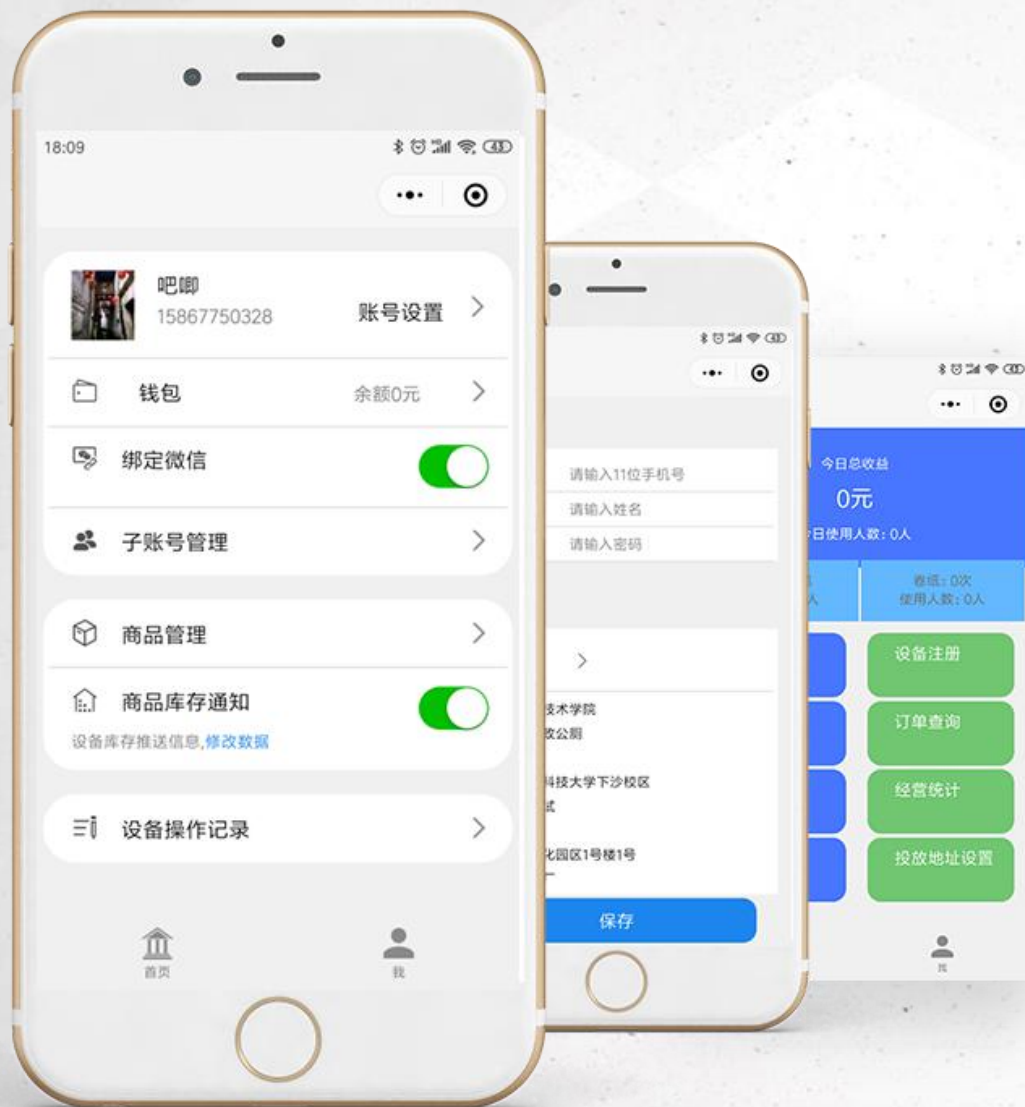 18:09
43
吧唧
15867750328
账号设置
钱包
余额0元
绑定微信
子账号管理
商品管理
商品库存通知
设备库存推送信息,修改数据
设备操作记录
首页
我
43
请输入11位手机号
请输入姓名
请输入密码
技术学院
公厕
科技大学下沙校区
试
化园区1号楼1号
保存
今日总收益
0元
日使用人数: 0人
人
卷纸: 0次
使用人数: 0人
设备注册
订单查询
经营统计
投放地址设置
我